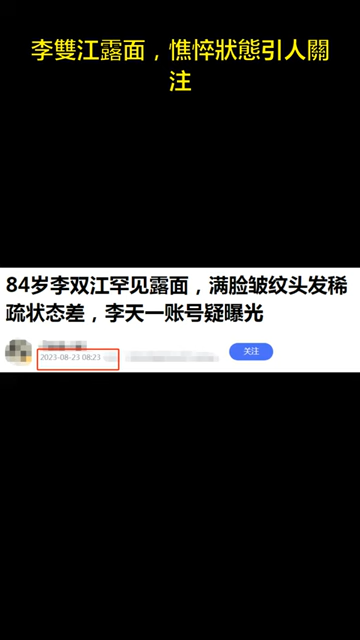 李雙江露面，憔悴狀態引人關
注
84岁李双江罕见露面，满脸皱纹头发稀
疏状态差，李天一账号疑曝光
2023-08-23 08:23
关注